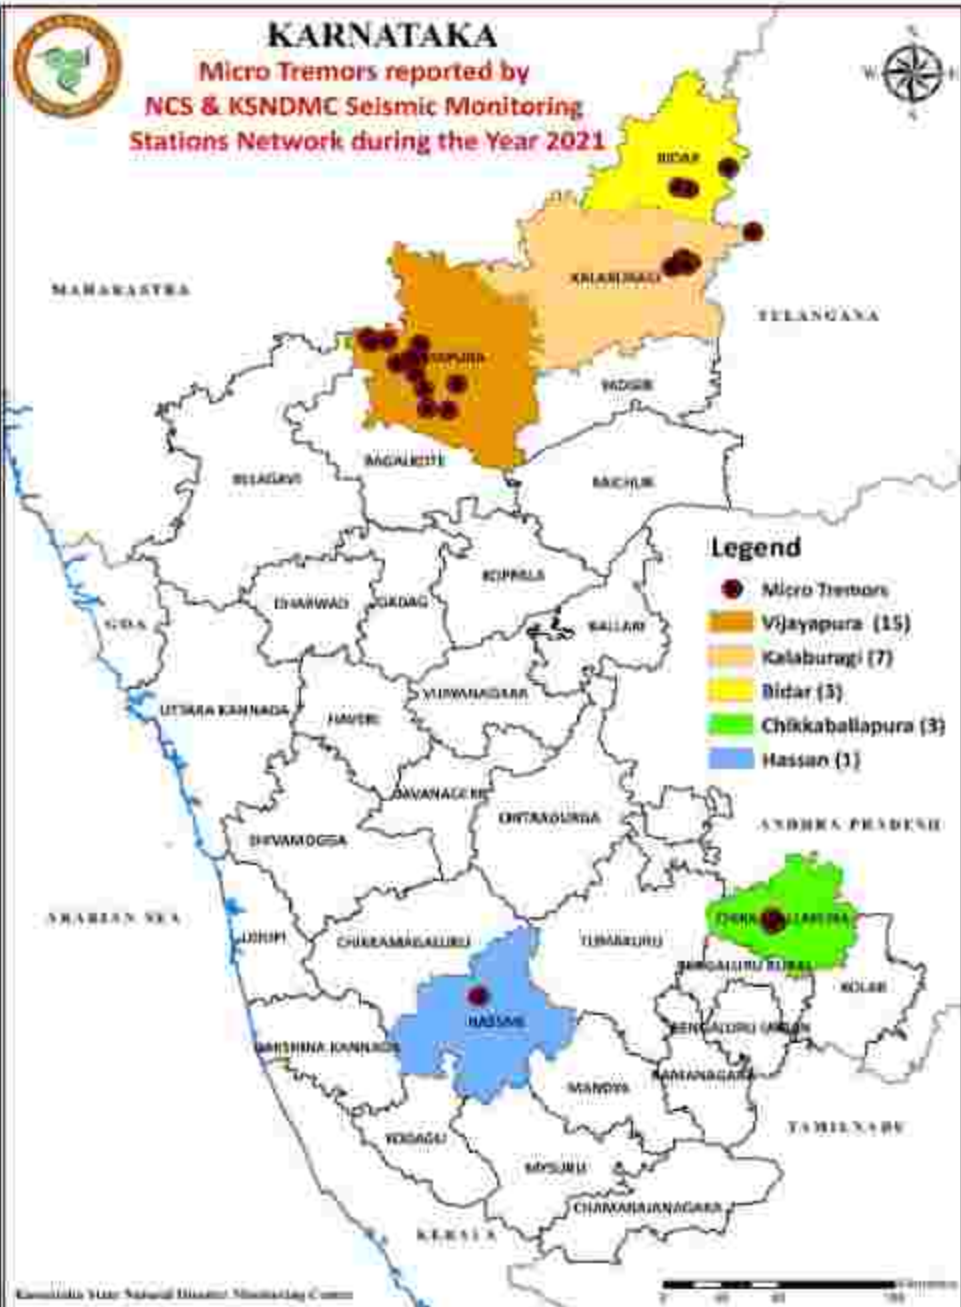 KARNATAKA
Micro Tremors reported by
NCS & KSNDMC Seismic Monitoring
Stations Network during the Year 2021
N
W
E
S
BIDAR
KALABURAGI
MAHARASTRA
TELANGANA
YADGIR
BAGALKOTE
BELAGAVI
RAICHUR
KOPPALA
DHARWAD
GADAG
BALLARI
GOA
Legend
Micro Tremors
Vijayapura (15)
Kalaburagi (7)
Bidar (3)
Chikkaballapura (3)
Hassan (1)
UTTARA KANNADA
HAVERI
VIJAYANAGARA
DAVANAGERE
CHITRADURGA
SHIVAMOGGA
ANDHRA PRADESH
ARABIAN SEA
UDUPI
CHIKKAMAGALURU
TUMAKURU
BENGALURU RURAL
KOLAR
HASSAN
BENGALURU URBAN
DAKSHINA KANNADA
RAMANAGARA
MANDYA
TAMILNADU
KODAGU
MYSURU
CHAMARAJANAGARA
KERALA
Karnataka State Natural Disaster Monitoring Centre